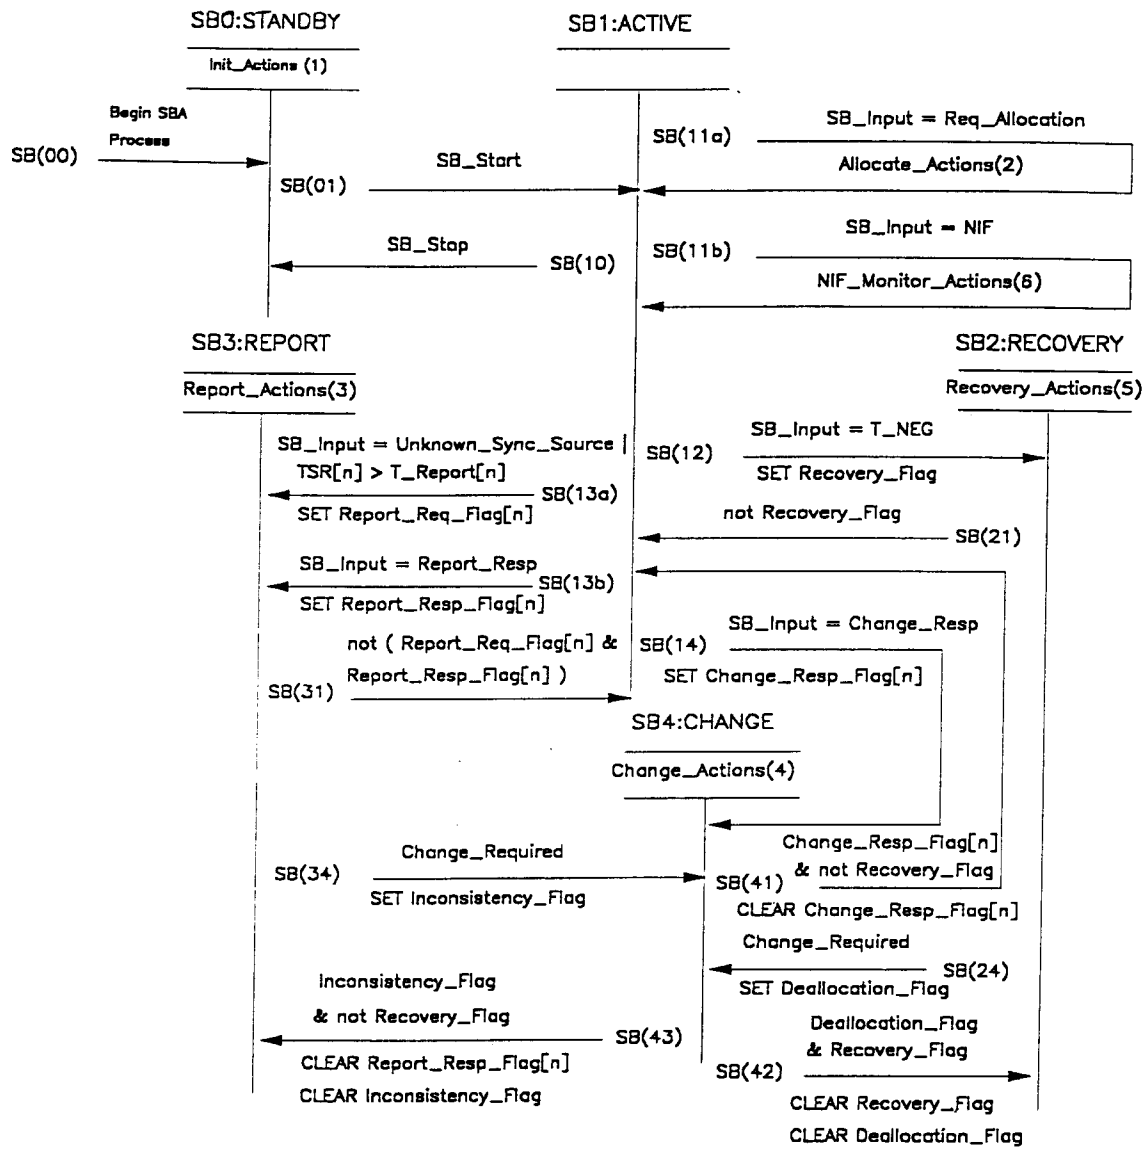 SB0:STANDBY
SB1:ACTIVE
Init_Actions (1)
Begin SBA
Process
SB(00)
SB(01)
SB_Start
SB(11a)
SB_Input = Req_Allocation
Allocate_Actions(2)
SB_Stop
SB(10)
SB(11b)
SB_Input = NIF
NIF_Monitor_Actions(6)
SB3:REPORT
SB2:RECOVERY
Report_Actions(3)
Recovery_Actions(5)
SB_Input = Unknown_Sync_Source |
TSR[n] > T_Report[n]
SB(13a)
SET Report_Req_Flag[n]
SB(12)
SB_Input = T_NEG
SET Recovery_Flag
not Recovery_Flag
SB(21)
SB_Input = Report_Resp
SB(13b)
SET Report_Resp_Flag[n]
not ( Report_Req_Flag[n] &
Report_Resp_Flag[n] )
SB(31)
SB(14)
SB_Input = Change_Resp
SET Change_Resp_Flag[n]
SB4:CHANGE
Change_Actions(4)
SB(34)
Change_Required
SET Inconsistency_Flag
Change_Resp_Flag[n]
& not Recovery_Flag
SB(41)
CLEAR Change_Resp_Flag[n]
Change_Required
SB(24)
SET Deallocation_Flag
Inconsistency_Flag
& not Recovery_Flag
SB(43)
CLEAR Report_Resp_Flag[n]
CLEAR Inconsistency_Flag
Deallocation_Flag
& Recovery_Flag
SB(42)
CLEAR Recovery_Flag
CLEAR Deallocation_Flag